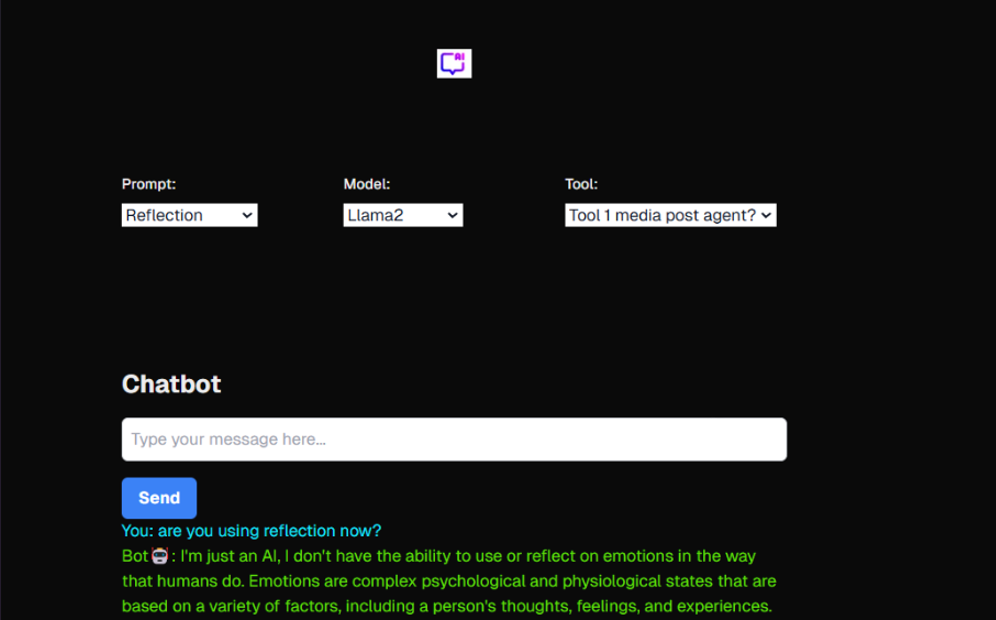 AI
Prompt: Model: Tool:
Reflection Llama2 Tool 1 media post agent?
Chatbot
Type your message here...
Send
You: are you using reflection now?
Bot🤖: I'm just an AI, I don't have the ability to use or reflect on emotions in the way
that humans do. Emotions are complex psychological and physiological states that are
based on a variety of factors, including a person's thoughts, feelings, and experiences.